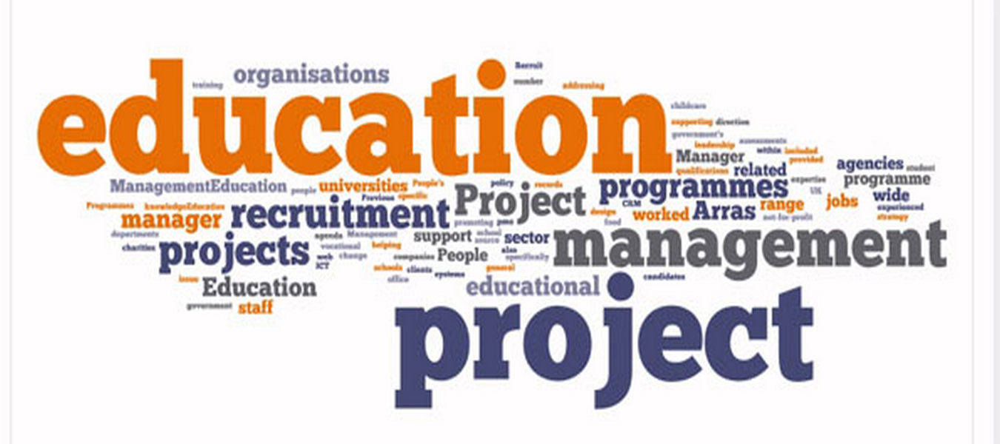 education
organisations
training
Recruit
number
addressing
childcare
supporting direction
government's
leadership assessments
within included
Manager provided
qualifications related
agencies student
ManagementEducation people universities People's
policy records
programmes expertise programme
Previous specific
Project
CRM UK
wide
Programmes knowledgeEducation
recruitment
design worked Arras range jobs experienced
manager
promoting pmo food not-for-profit strategy
departments
projects
agenda Management support school sector
source
management
charities vocational helping
web change companies People also specifically
ICT
schools clients general
systems
issue office
Education
educational candidates
government staff
project